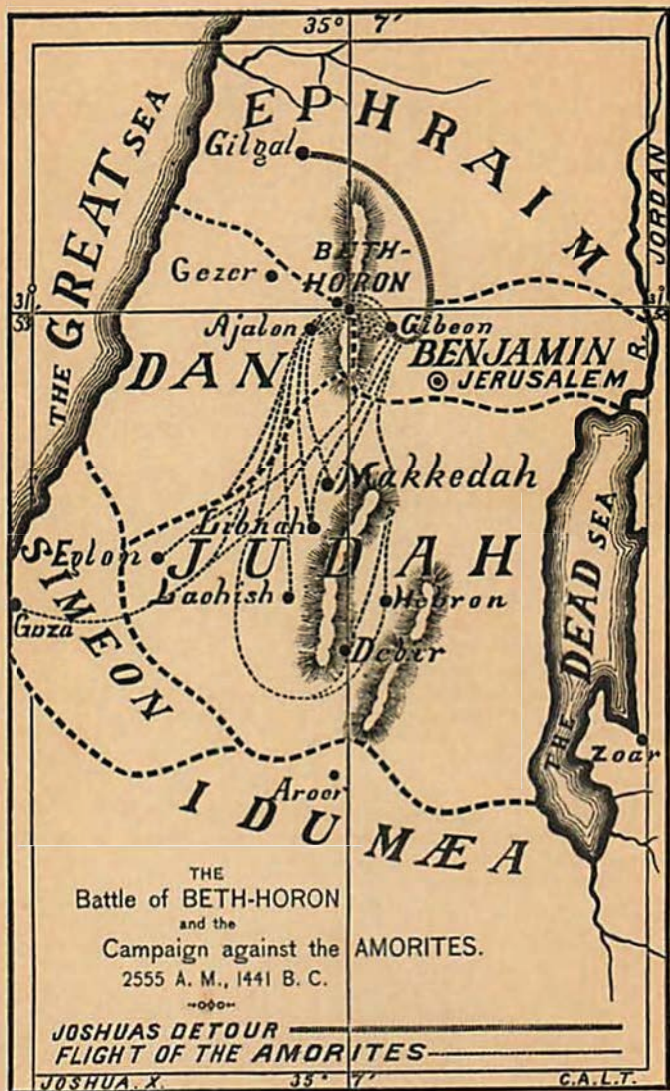 35° 7′
EPHRAIM
THE GREAT SEA
Gilgal
JORDAN
R.
BETH-
HORON
Gezer
31°
53′
Ajalon
Gibeon
DAN
BENJAMIN
JERUSALEM
Makkedah
Libnah
Eglon
JUDAH
SIMEON
Lachish
Hebron
THE DEAD SEA
Gaza
Debir
Zoar
Aroer
IDUMÆA
THE
Battle of BETH-HORON
and the
Campaign against the AMORITES.
2555 A. M., 1441 B. C.
JOSHUAS DETOUR
FLIGHT OF THE AMORITES
JOSHUA. X.
35° 7′
C.A.L.T.